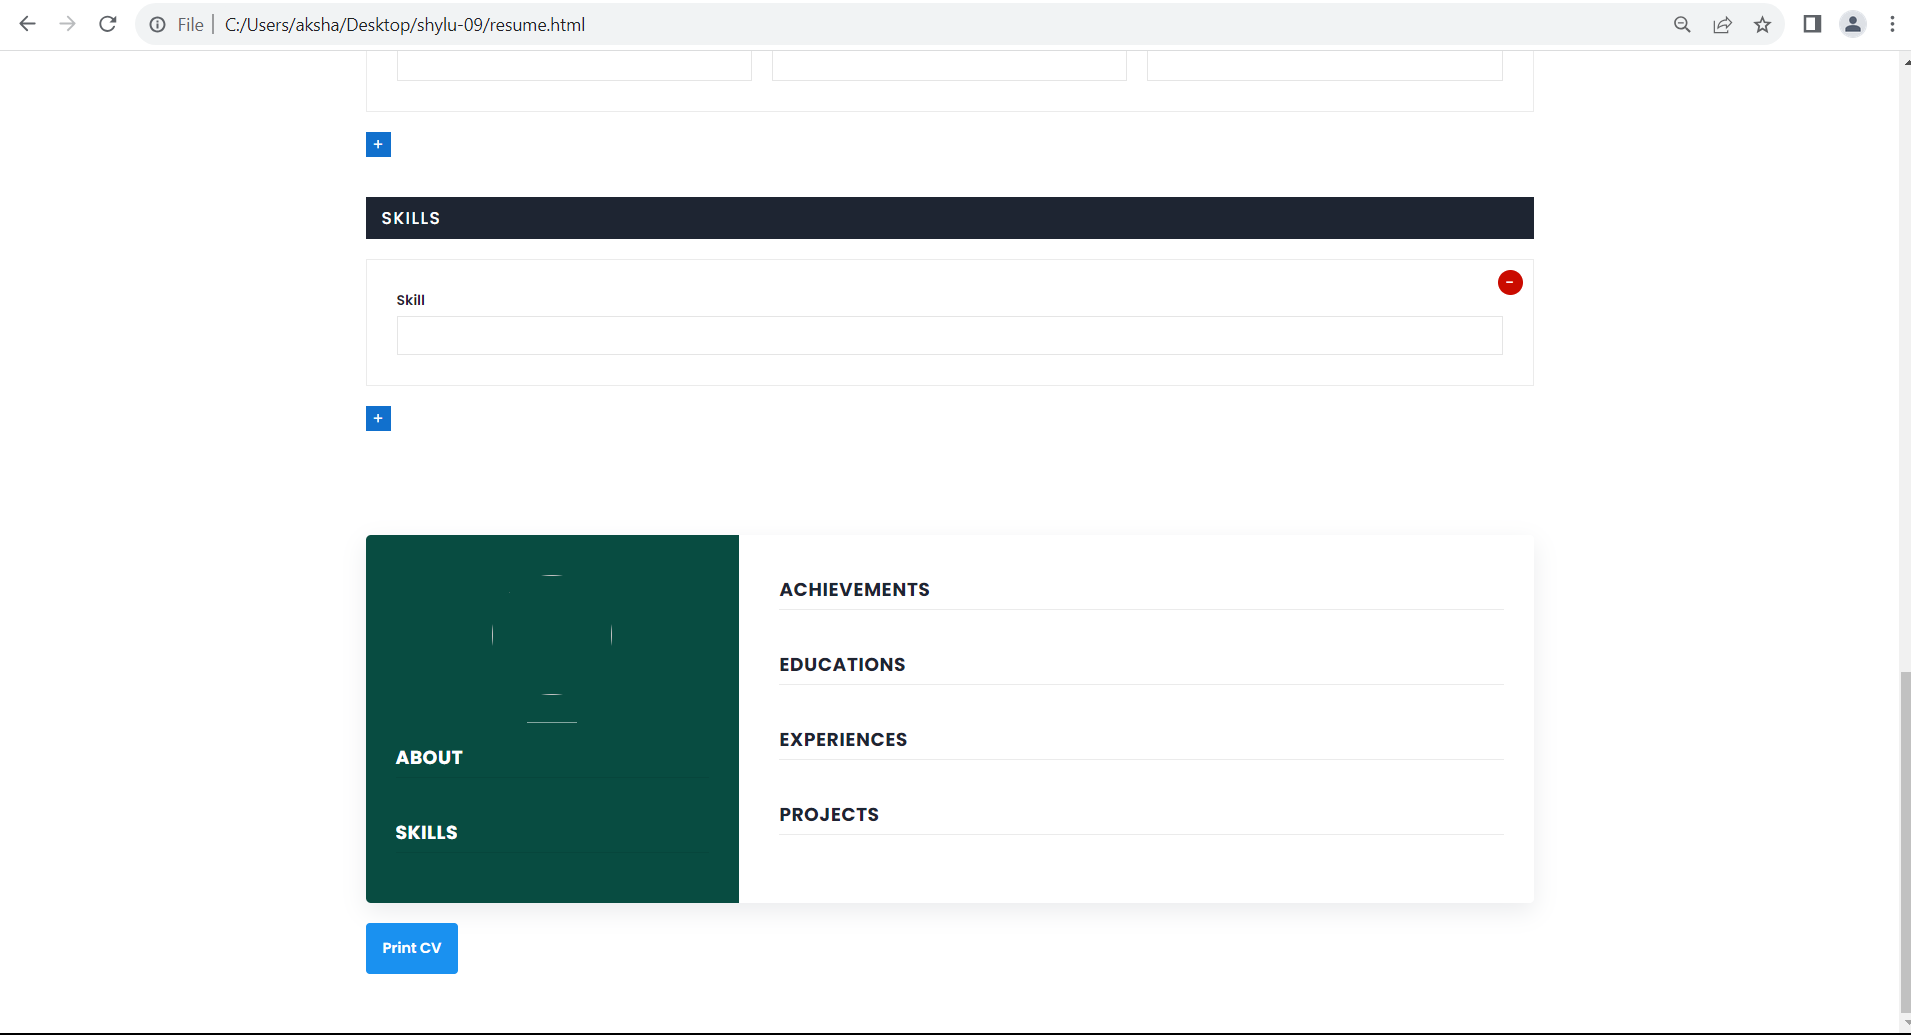 File C:/Users/aksha/Desktop/shylu-09/resume.html
+
SKILLS
-
Skill
+
ABOUT
SKILLS
ACHIEVEMENTS
EDUCATIONS
EXPERIENCES
PROJECTS
Print CV